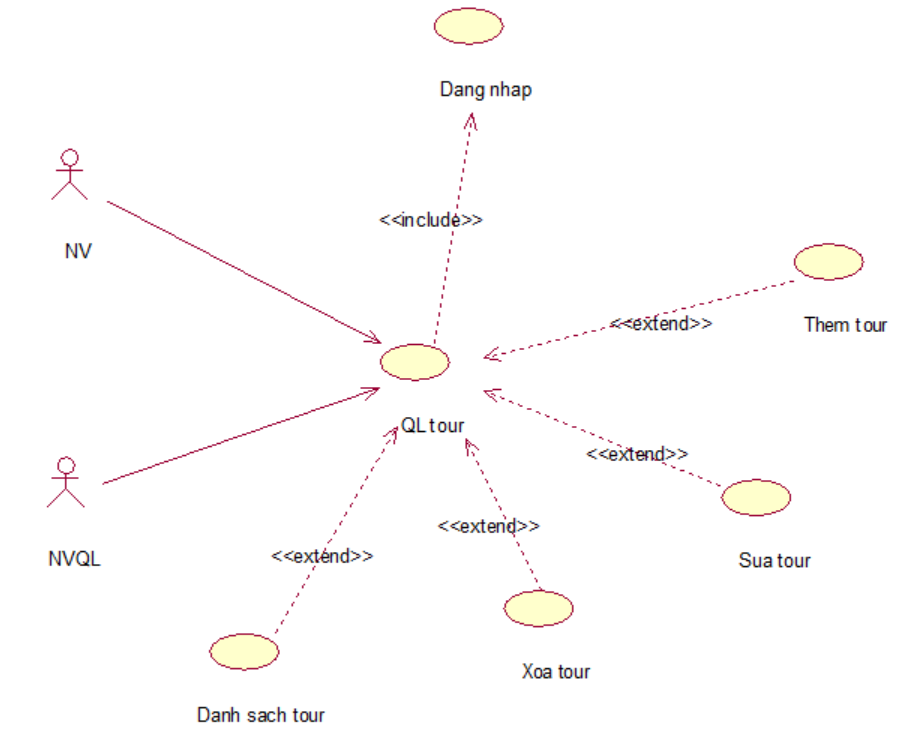 Dang nhap
<<include>>
NV
<<extend>>
Them tour
QL tour
<<extend>>
<<extend>>
<<extend>>
NVQL
Sua tour
Xoa tour
Danh sach tour